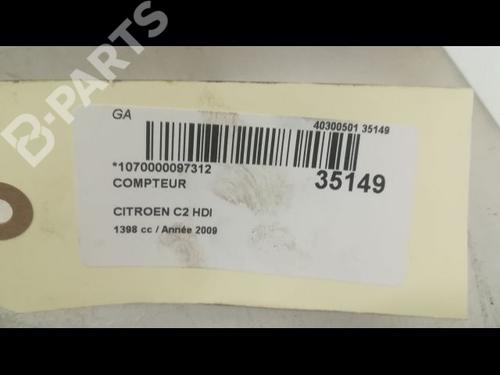 B-PARTS
GA
40300501 35149
*1070000097312
35149
COMPTEUR
CITROEN C2 HDI
1398 cc / Année 2009